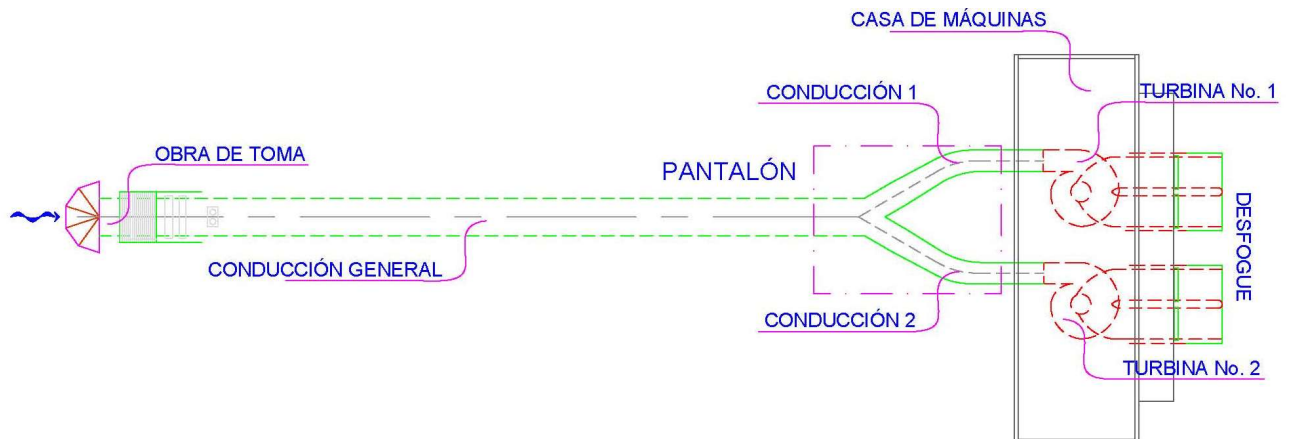 CASA DE MÁQUINAS
CONDUCCIÓN 1
TURBINA No. 1
OBRA DE TOMA
PANTALÓN
DESFOGUE
CONDUCCIÓN GENERAL
CONDUCCIÓN 2
TURBINA No. 2